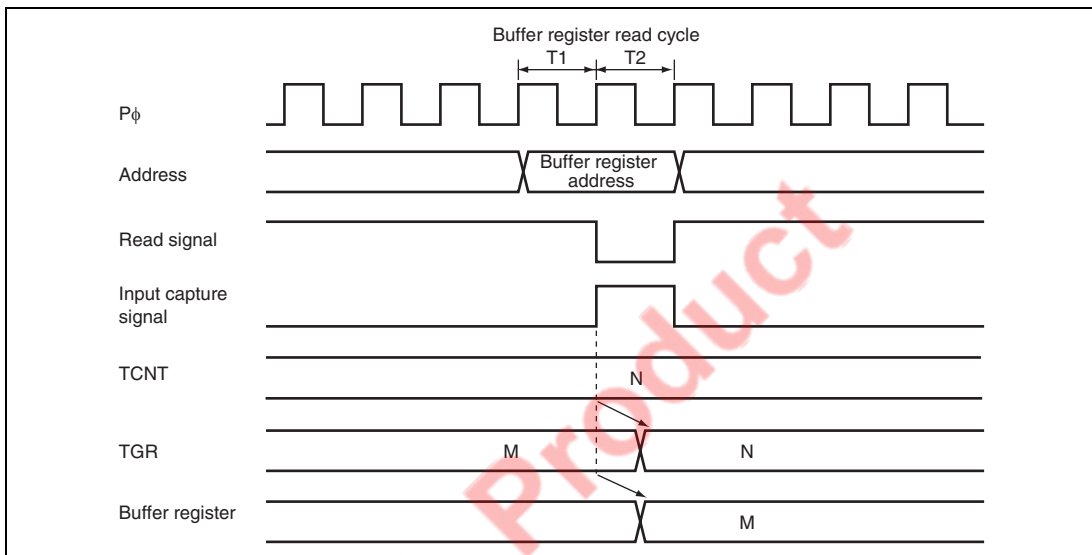 Buffer register read cycle
T1 T2
Pϕ
Address
Buffer register
address
Read signal
Input capture
signal
TCNT
N
TGR
M
N
Buffer register
M
Product